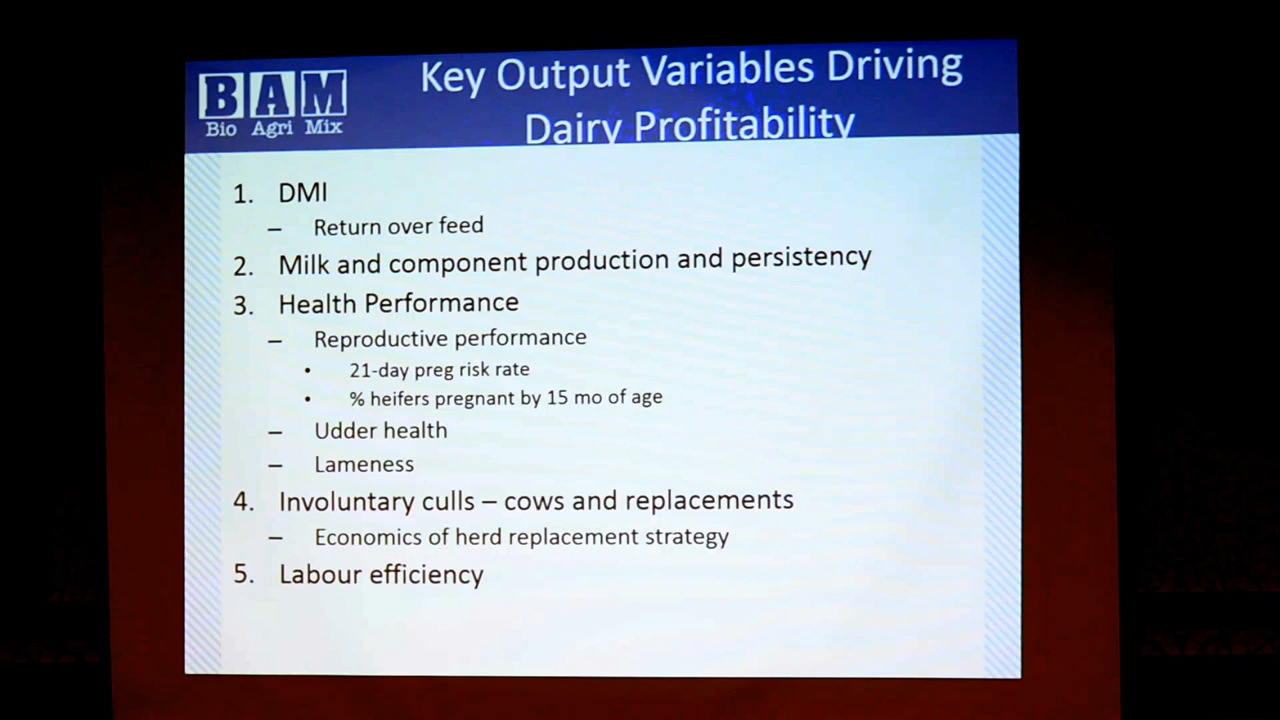 BAM
Bio Agri Mix
Key Output Variables Driving
Dairy Profitability
1. DMI
– Return over feed
2. Milk and component production and persistency
3. Health Performance
– Reproductive performance
• 21-day preg risk rate
• % heifers pregnant by 15 mo of age
– Udder health
– Lameness
4. Involuntary culls – cows and replacements
– Economics of herd replacement strategy
5. Labour efficiency